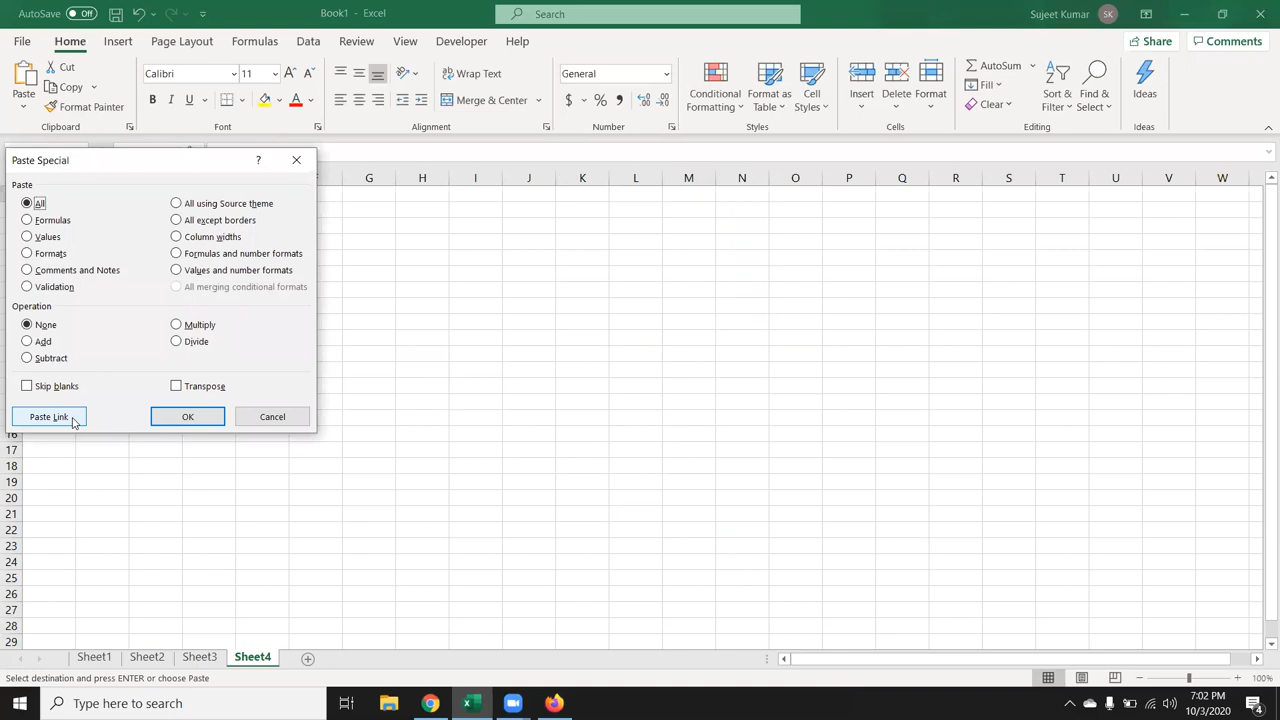 AutoSave Off Book1 - Excel Search Sujeet Kumar SK
File Home Insert Page Layout Formulas Data Review View Developer Help Share Comments
Paste Cut Copy Format Painter Clipboard
Calibri 11 A A B I U A Font
Wrap Text Merge & Center Alignment
General $ % , Number
Conditional Formatting Format as Table Cell Styles Styles
Insert Delete Format Cells
AutoSum Fill Clear Sort & Filter Find & Select Editing
Ideas Ideas
Paste Special ?
Paste
All All using Source theme
Formulas All except borders
Values Column widths
Formats Formulas and number formats
Comments and Notes Values and number formats
Validation All merging conditional formats
Operation
None Multiply
Add Divide
Subtract
Skip blanks Transpose
Paste Link OK Cancel
G H I J K L M N O P Q R S T U V W
16
17
18
19
20
21
22
23
24
25
26
27
28
29
Sheet1 Sheet2 Sheet3 Sheet4
Select destination and press ENTER or choose Paste 100%
Type here to search 7:02 PM
10/3/2020